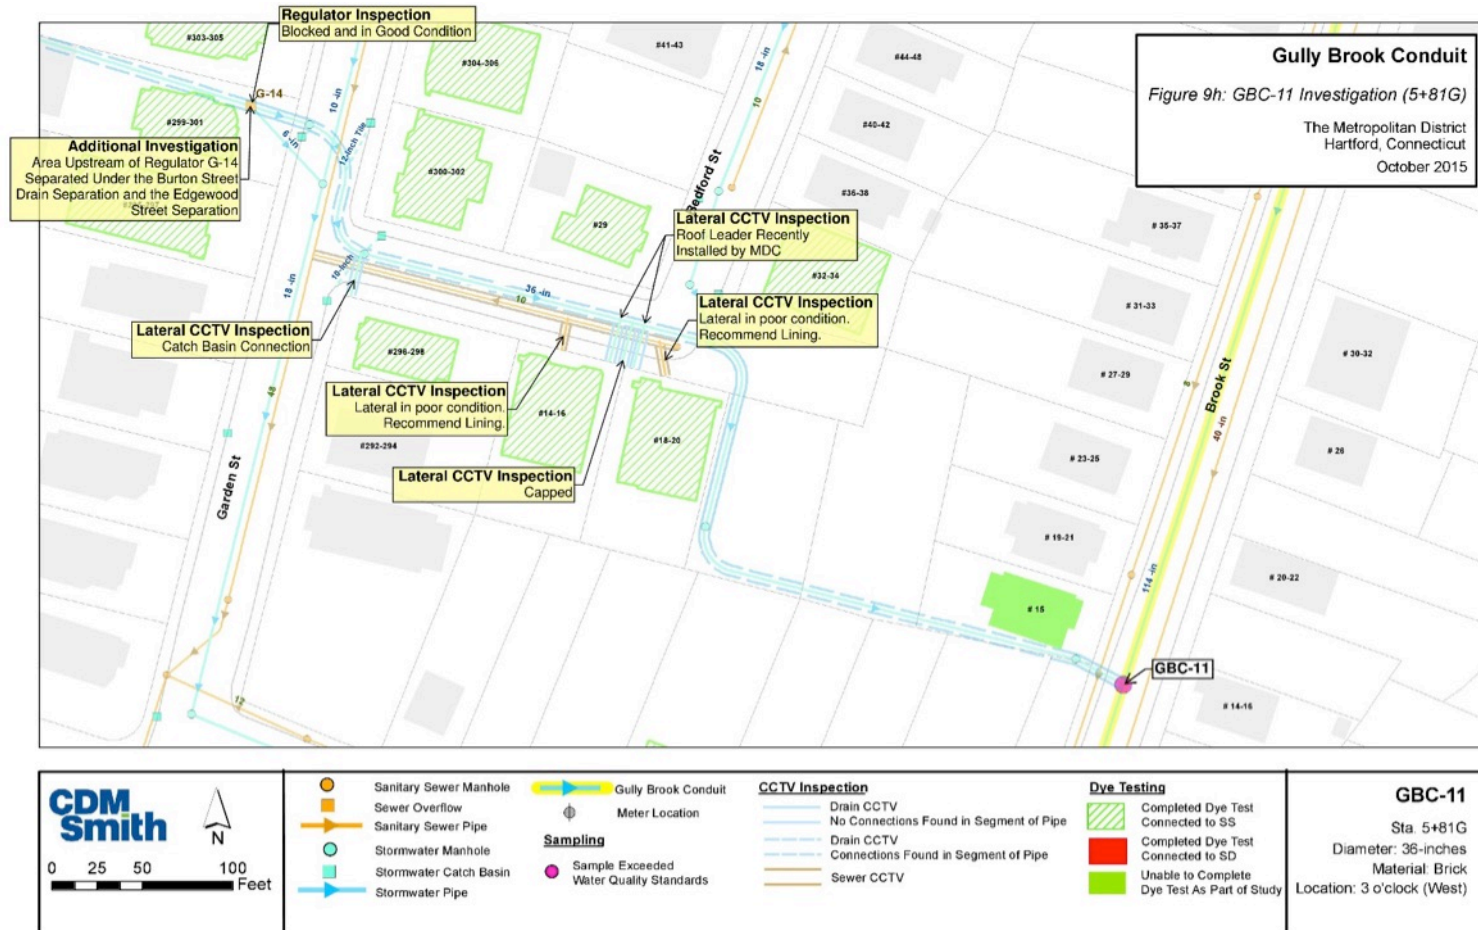 Regulator Inspection
Blocked and in Good Condition
#303-305
#304-306
#41-43
18 -in
#44-48
Gully Brook Conduit
Figure 9h: GBC-11 Investigation (5+81G)
The Metropolitan District
Hartford, Connecticut
October 2015
G-14
10 -in
10
#40-42
#299-301
6 -in
12-Inch Tile
Additional Investigation
Area Upstream of Regulator G-14
Separated Under the Burton Street
Drain Separation and the Edgewood
Street Separation
#300-302
Bedford St
#36-38
#29
Lateral CCTV Inspection
Roof Leader Recently
Installed by MDC
# 35-37
#32-34
18 -in
36 -in
10
Lateral CCTV Inspection
Lateral in poor condition.
Recommend Lining.
# 31-33
Lateral CCTV Inspection
Catch Basin Connection
#296-298
# 30-32
# 27-29
8
Brook St
48
Lateral CCTV Inspection
Lateral in poor condition.
Recommend Lining.
#14-16
40 -in
#292-294
#18-20
# 23-25
# 26
Garden St
Lateral CCTV Inspection
Capped
# 19-21
114 -in
# 20-22
# 15
GBC-11
12
# 14-16
CDM
Smith
N
0 25 50 100
Feet
Sanitary Sewer Manhole
Sewer Overflow
Sanitary Sewer Pipe
Stormwater Manhole
Stormwater Catch Basin
Stormwater Pipe
Gully Brook Conduit
Meter Location
Sampling
Sample Exceeded
Water Quality Standards
CCTV Inspection
Drain CCTV
No Connections Found in Segment of Pipe
Drain CCTV
Connections Found in Segment of Pipe
Sewer CCTV
Dye Testing
Completed Dye Test
Connected to SS
Completed Dye Test
Connected to SD
Unable to Complete
Dye Test As Part of Study
GBC-11
Sta. 5+81G
Diameter: 36-inches
Material: Brick
Location: 3 o'clock (West)